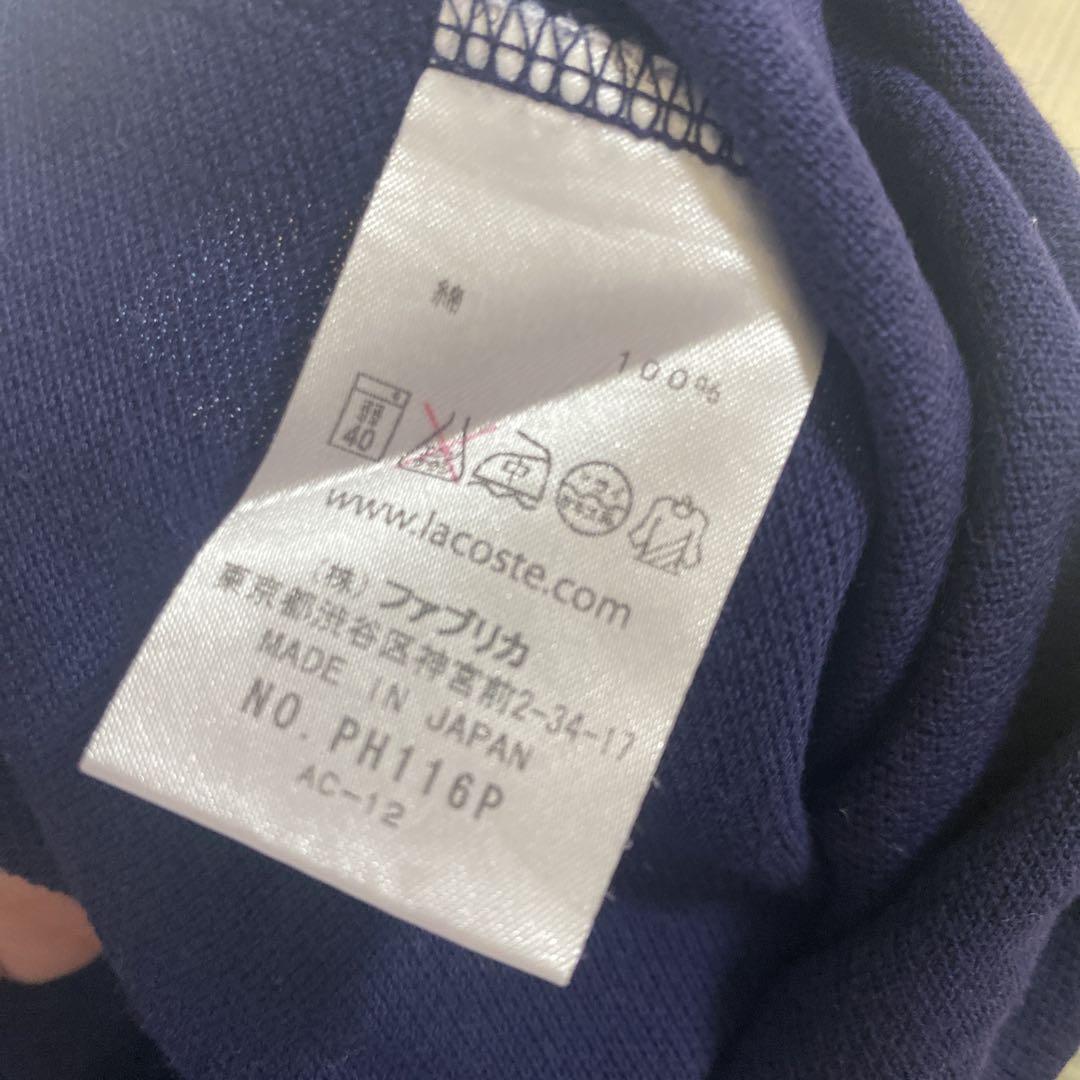 綿
100%
弱
40
中
www.lacoste.com
(株) ファブリカ
東京都渋谷区神宮前2-34-17
MADE IN JAPAN
NO. PH116P
AC-12